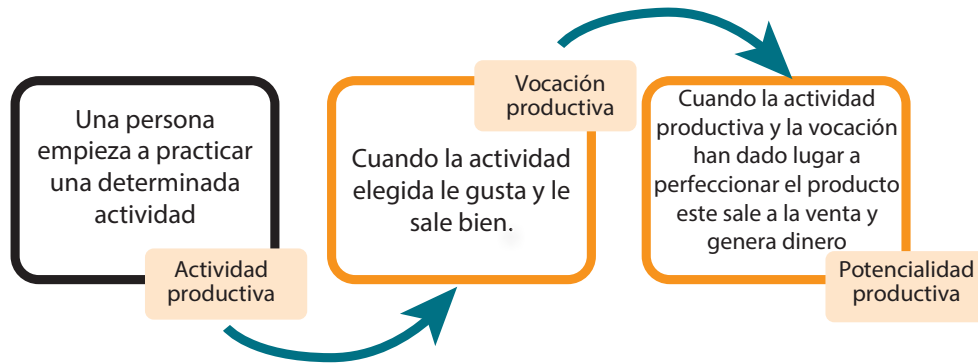 Una persona
empieza a practicar
una determinada
actividad
Actividad
productiva
Vocación
productiva
Cuando la actividad
elegida le gusta y le
sale bien.
Cuando la actividad
productiva y la vocación
han dado lugar a
perfeccionar el producto
este sale a la venta y
genera dinero
Potencialidad
productiva